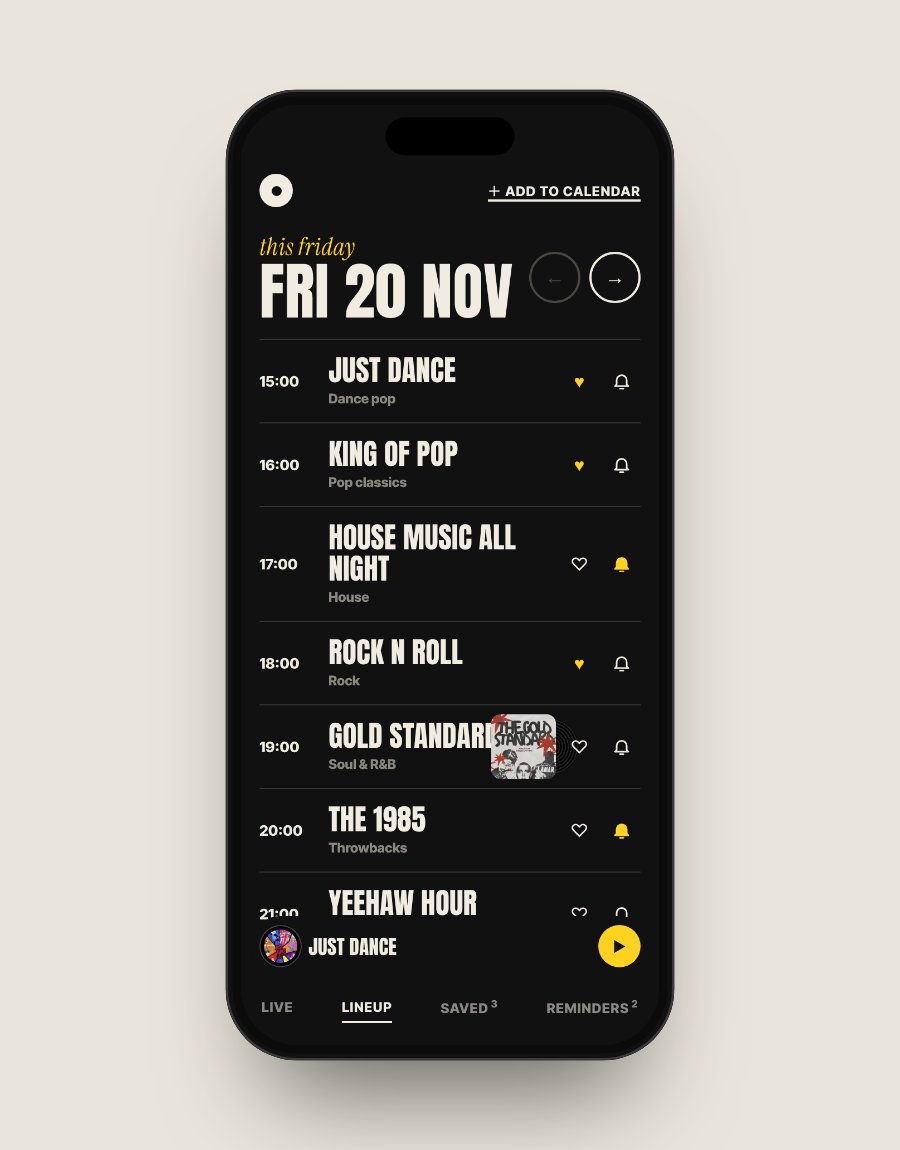 + ADD TO CALENDAR
this friday
FRI 20 NOV
← →
15:00 JUST DANCE
Dance pop
16:00 KING OF POP
Pop classics
17:00 HOUSE MUSIC ALL
NIGHT
House
18:00 ROCK N ROLL
Rock
19:00 GOLD STANDARD
Soul & R&B
THE GOLD
STANDARD
20:00 THE 1985
Throwbacks
21:00 YEEHAW HOUR
JUST DANCE
LIVE LINEUP SAVED 3 REMINDERS 2